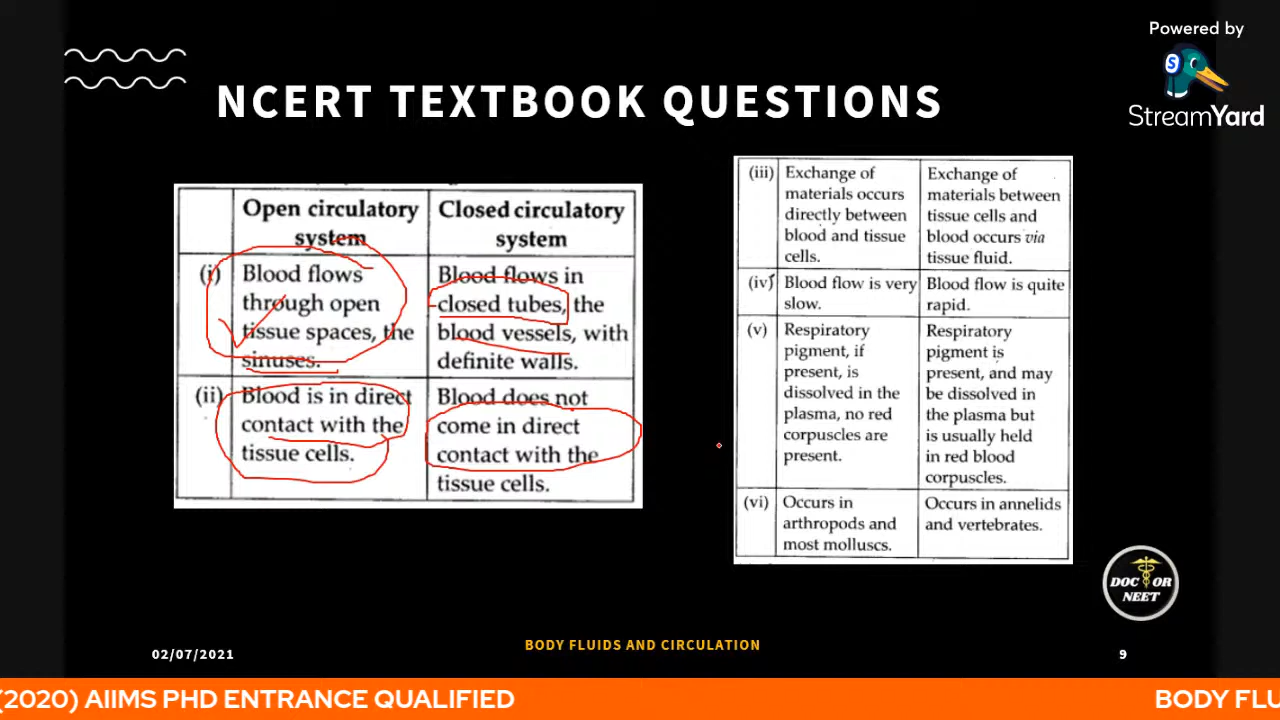 Powered by
StreamYard
NCERT TEXTBOOK QUESTIONS
Open circulatory system
Closed circulatory system
(i)
Blood flows
through open
tissue spaces, the
sinuses.
Blood flows in
closed tubes, the
blood vessels, with
definite walls.
(ii)
Blood is in direct
contact with the
tissue cells.
Blood does not
come in direct
contact with the
tissue cells.
(iii)
Exchange of
materials occurs
directly between
blood and tissue
cells.
Exchange of
materials between
tissue cells and
blood occurs via
tissue fluid.
(iv)
Blood flow is very
slow.
Blood flow is quite
rapid.
(v)
Respiratory
pigment, if
present, is
dissolved in the
plasma, no red
corpuscles are
present.
Respiratory
pigment is
present, and may
be dissolved in
the plasma but
is usually held
in red blood
corpuscles.
(vi)
Occurs in
arthropods and
most molluscs.
Occurs in annelids
and vertebrates.
DOCTOR
NEET
02/07/2021
BODY FLUIDS AND CIRCULATION
9
(2020) AIIMS PHD ENTRANCE QUALIFIED
BODY FLU